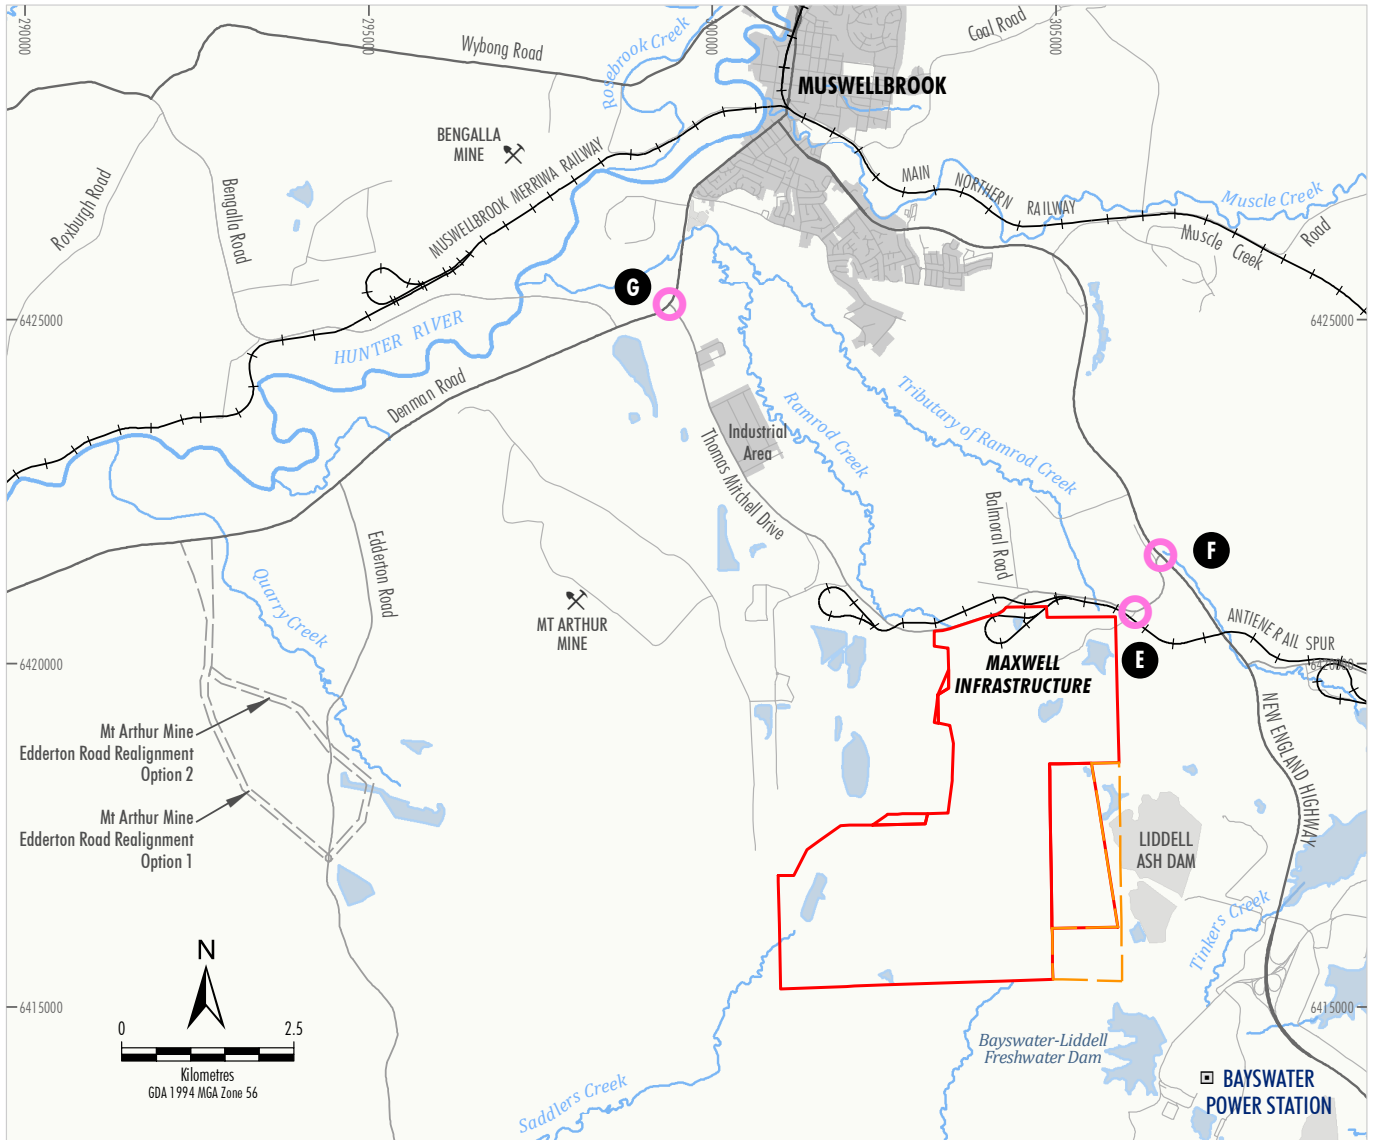 290000
295000
300000
305000
Wybong Road
Rosebrook Creek
Coal Road
MUSWELLBROOK
BENGALLA
MINE
MUSWELLBROOK MERRIWA RAILWAY
MAIN NORTHERN RAILWAY
Muscle Creek
Muscle Creek Road
Roxburgh Road
Bengalla Road
G
6425000
6425000
HUNTER RIVER
Denman Road
Industrial
Area
Ramrod Creek
Tributary of Ramrod Creek
Thomas Mitchell Drive
Balmoral Road
Edderton Road
F
Quarry Creek
MT ARTHUR
MINE
ANTIENE RAIL SPUR
6420000
6420000
E
MAXWELL
INFRASTRUCTURE
NEW ENGLAND HIGHWAY
Mt Arthur Mine
Edderton Road Realignment
Option 2
Mt Arthur Mine
Edderton Road Realignment
Option 1
LIDDELL
ASH DAM
Tinkers Creek
N
6415000
6415000
0
2.5
Kilometres
GDA 1994 MGA Zone 56
Bayswater-Liddell
Freshwater Dam
Saddlers Creek
BAYSWATER
POWER STATION